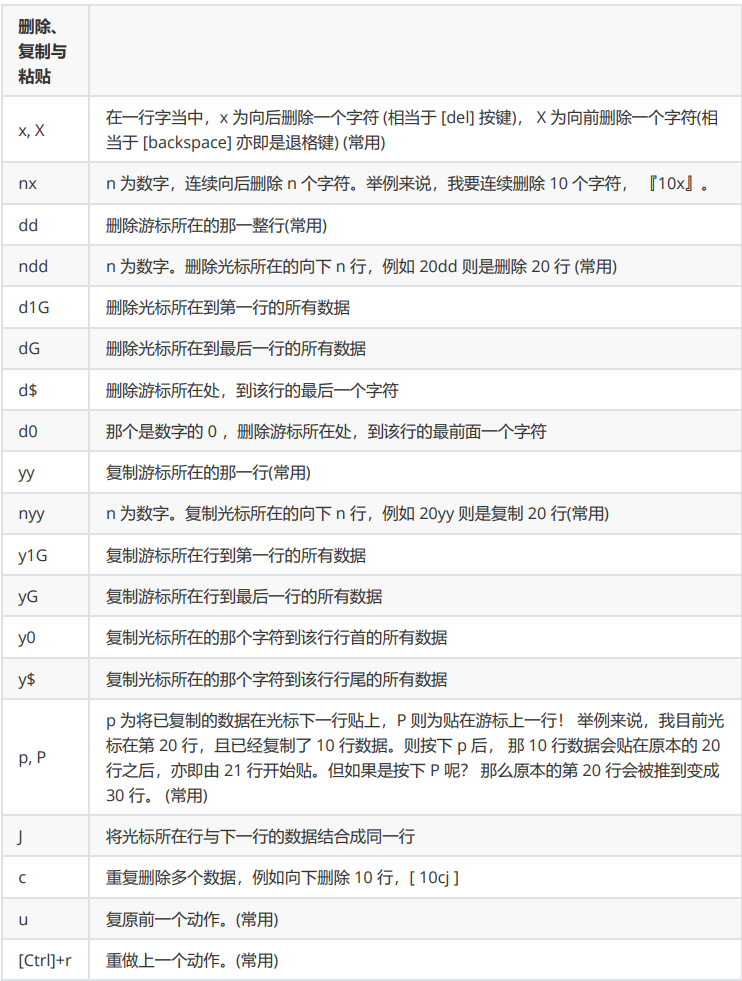 删除、
复制与
粘贴
x, X
在一行字当中，x 为向后删除一个字符 (相当于 [del] 按键)， X 为向前删除一个字符(相
当于 [backspace] 亦即是退格键) (常用)
nx
n 为数字，连续向后删除 n 个字符。举例来说，我要连续删除 10 个字符， 『10x』。
dd
删除游标所在的那一整行(常用)
ndd
n 为数字。删除光标所在的向下 n 行，例如 20dd 则是删除 20 行 (常用)
d1G
删除光标所在到第一行的所有数据
dG
删除光标所在到最后一行的所有数据
d$
删除游标所在处，到该行的最后一个字符
d0
那个是数字的 0 ，删除游标所在处，到该行的最前面一个字符
yy
复制游标所在的那一行(常用)
nyy
n 为数字。复制光标所在的向下 n 行，例如 20yy 则是复制 20 行(常用)
y1G
复制游标所在行到第一行的所有数据
yG
复制游标所在行到最后一行的所有数据
y0
复制光标所在的那个字符到该行行首的所有数据
y$
复制光标所在的那个字符到该行行尾的所有数据
p, P
p 为将已复制的数据在光标下一行贴上，P 则为贴在游标上一行！ 举例来说，我目前光
标在第 20 行，且已经复制了 10 行数据。则按下 p 后， 那 10 行数据会贴在原本的 20
行之后，亦即由 21 行开始贴。但如果是按下 P 呢？ 那么原本的第 20 行会被推到变成
30 行。 (常用)
J
将光标所在行与下一行的数据结合成同一行
c
重复删除多个数据，例如向下删除 10 行，[ 10cj ]
u
复原前一个动作。(常用)
[Ctrl]+r
重做上一个动作。(常用)